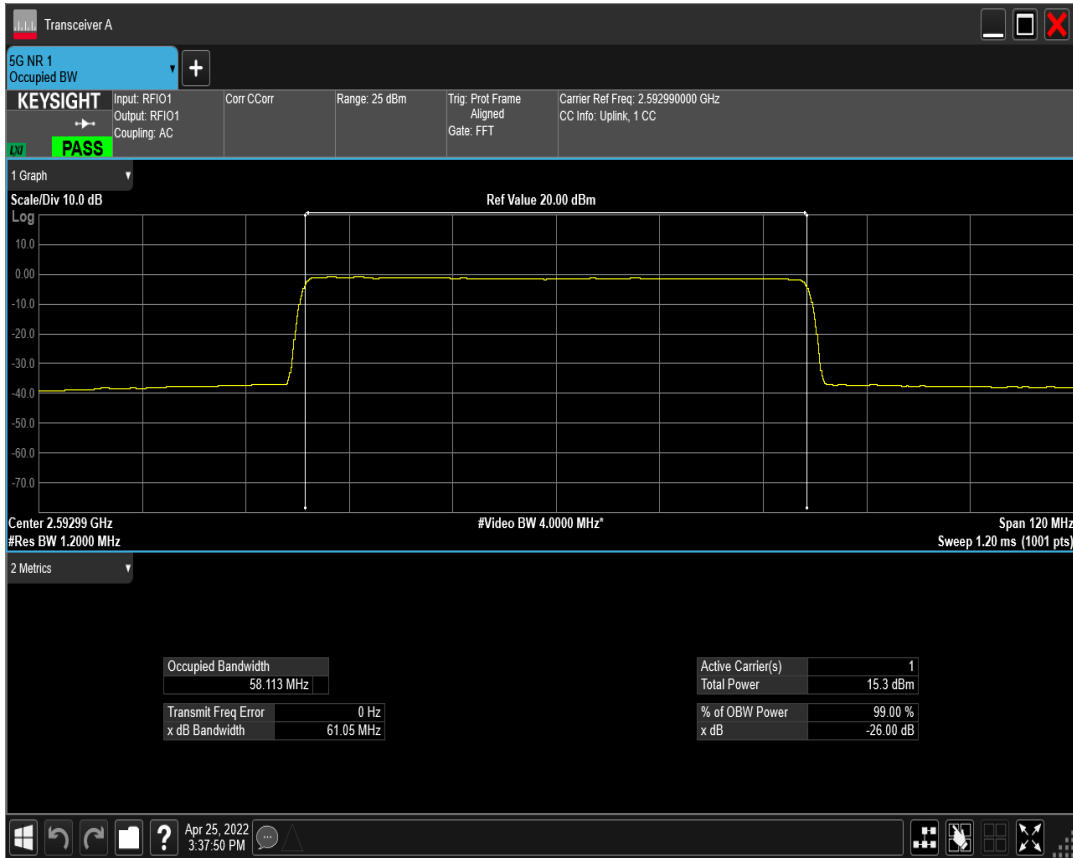 Transceiver A
5G NR 1
Occupied BW
KEYSIGHT
LXI
PASS
Input: RFIO1
Output: RFIO1
Coupling: AC
Corr CCorr
Range: 25 dBm
Trig: Prot Frame
Aligned
Gate: FFT
Carrier Ref Freq: 2.592990000 GHz
CC Info: Uplink, 1 CC
1 Graph
Scale/Div 10.0 dB
Ref Value 20.00 dBm
Log
10.0
0.00
-10.0
-20.0
-30.0
-40.0
-50.0
-60.0
-70.0
Center 2.59299 GHz
#Video BW 4.0000 MHz*
Span 120 MHz
#Res BW 1.2000 MHz
Sweep 1.20 ms (1001 pts)
2 Metrics
Occupied Bandwidth
58.113 MHz
Transmit Freq Error 0 Hz
x dB Bandwidth 61.05 MHz
Active Carrier(s) 1
Total Power 15.3 dBm
% of OBW Power 99.00 %
x dB -26.00 dB
?
Apr 25, 2022
3:37:50 PM